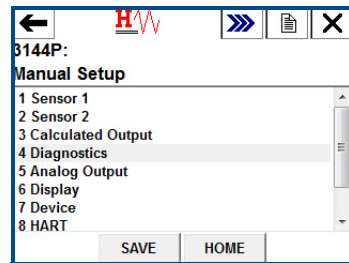 H
3144P:
Manual Setup
1 Sensor 1
2 Sensor 2
3 Calculated Output
4 Diagnostics
5 Analog Output
6 Display
7 Device
8 HART
SAVE HOME